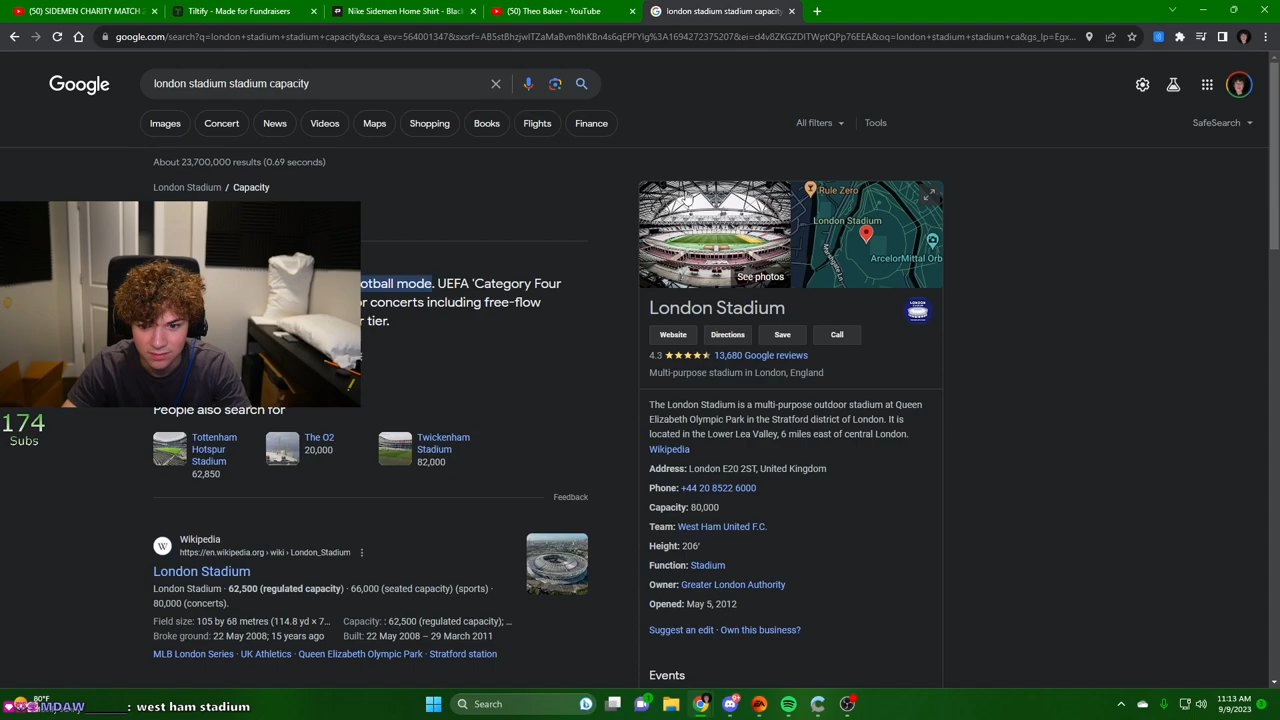 (50) SIDEMEN CHARITY MATCH 2
Tiltify - Made for Fundraisers
Nike Sidemen Home Shirt - Black
(50) Theo Baker - YouTube
london stadium stadium capacity
google.com/search?q=london+stadium+stadium+capacity&sca_esv=564001347&
Google
london stadium stadium capacity
Images
Concert
News
Videos
Maps
Shopping
Books
Flights
Finance
All filters
Tools
SafeSearch
About 23,700,000 results (0.69 seconds)
London Stadium / Capacity
football mode. UEFA 'Category Four
or concerts including free-flow
r tier.
People also search for
Tottenham
Hotspur
Stadium
62,850
The O2
20,000
Twickenham
Stadium
82,000
Feedback
Wikipedia
https://en.wikipedia.org › wiki › London_Stadium
London Stadium
London Stadium · 62,500 (regulated capacity) · 66,000 (seated capacity) (sports) ·
80,000 (concerts).
Field size: 105 by 68 metres (114.8 yd × 7... Capacity: : 62,500 (regulated capacity); ...
Broke ground: 22 May 2008; 15 years ago Built: 22 May 2008 – 29 March 2011
MLB London Series · UK Athletics · Queen Elizabeth Olympic Park · Stratford station
Rule Zero
London Stadium
ArcelorMittal Orb
See photos
London Stadium
Website
Directions
Save
Call
4.3 13,680 Google reviews
Multi-purpose stadium in London, England
The London Stadium is a multi-purpose outdoor stadium at Queen
Elizabeth Olympic Park in the Stratford district of London. It is
located in the Lower Lea Valley, 6 miles east of central London.
Wikipedia
Address: London E20 2ST, United Kingdom
Phone: +44 20 8522 6000
Capacity: 80,000
Team: West Ham United F.C.
Height: 206′
Function: Stadium
Owner: Greater London Authority
Opened: May 5, 2012
Suggest an edit · Own this business?
Events
174
Subs
80°F
: west ham stadium
Search
11:13 AM
9/9/2023